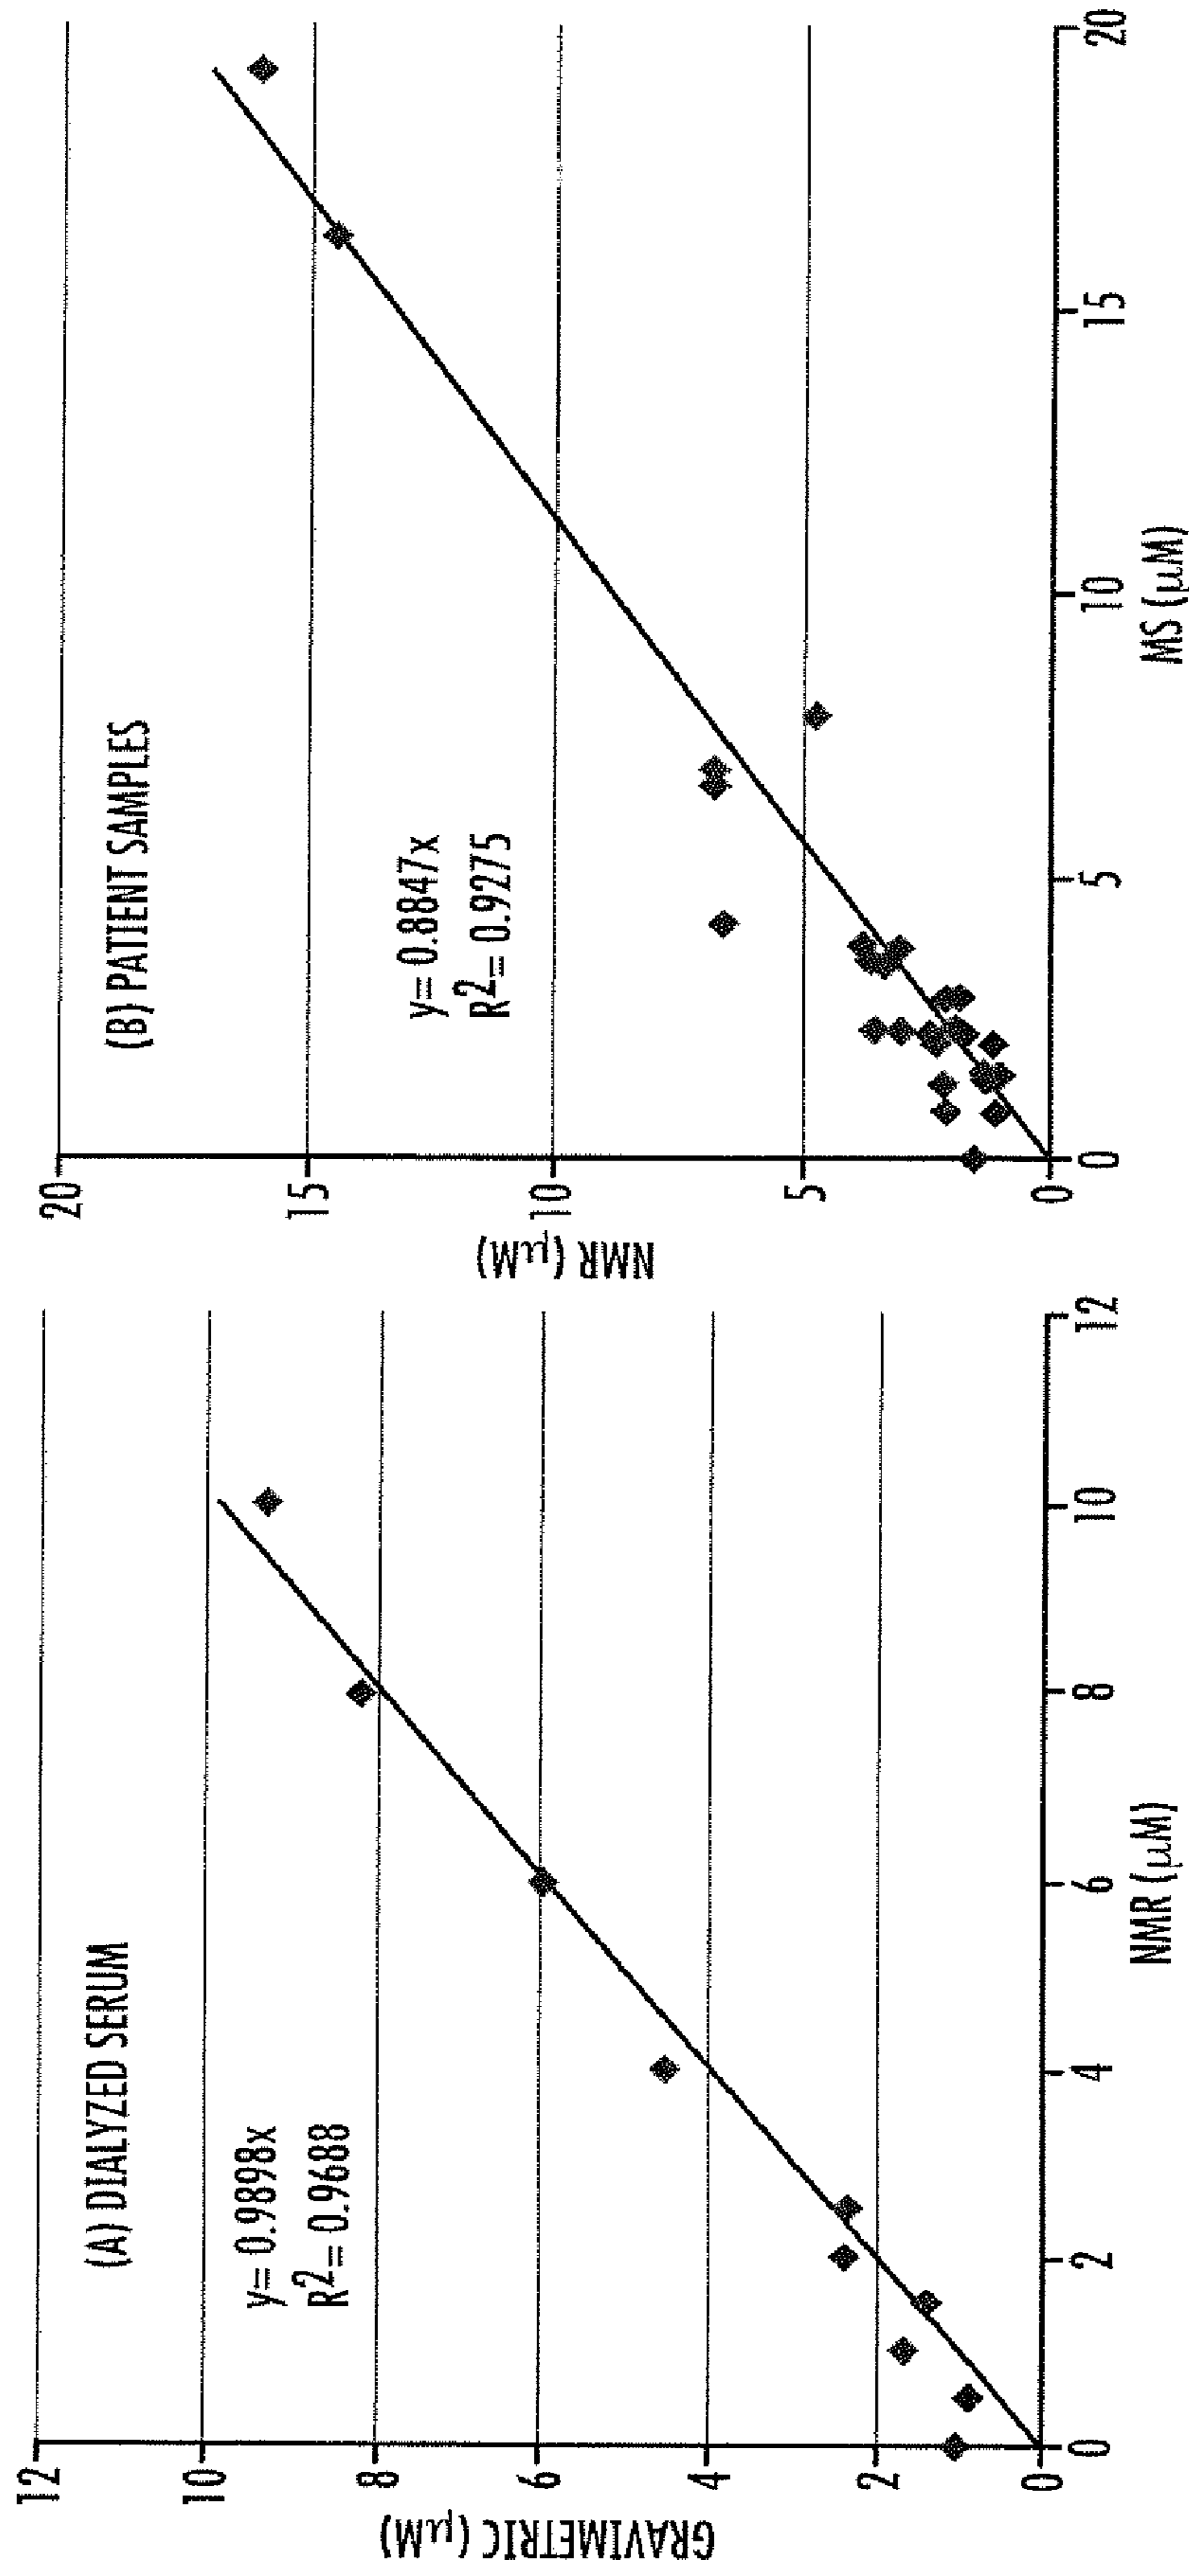 (A) DIALYZED SERUM
y= 0.9898x
R2= 0.9688
GRAVIMETRIC (µM)
12
10
8
6
4
2
0
0 2 4 6 8 10 12
NMR (µM)
(B) PATIENT SAMPLES
y= 0.8847x
R2= 0.9275
NMR (µM)
20
15
10
5
0
0 5 10 15 20
MS (µM)